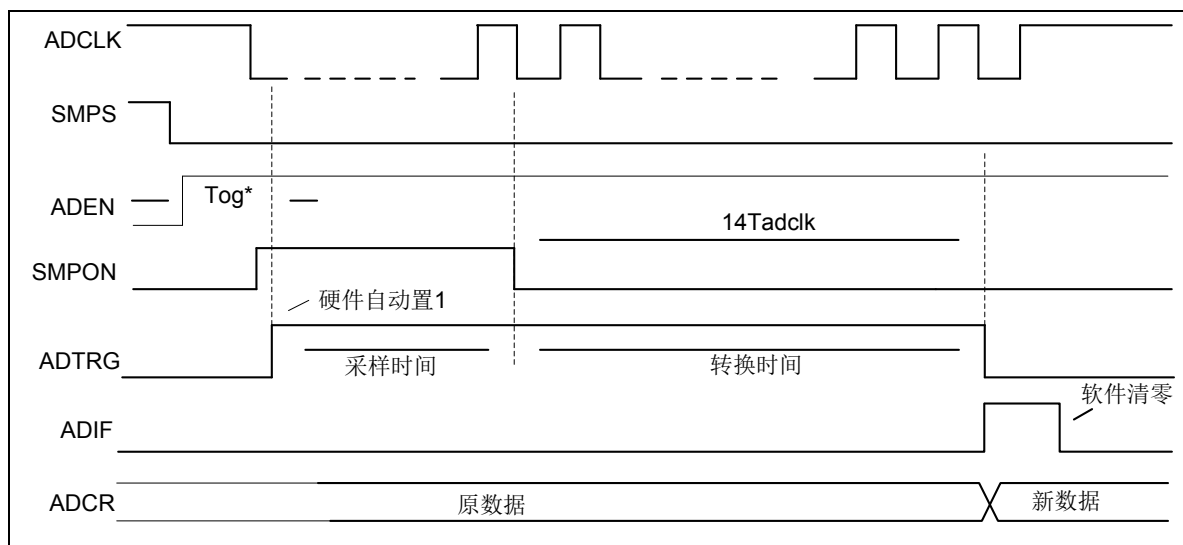 ADCLK
SMPS
ADEN
Tog*
14Tadclk
SMPON
硬件自动置1
ADTRG
采样时间
转换时间
软件清零
ADIF
ADCR
原数据
新数据